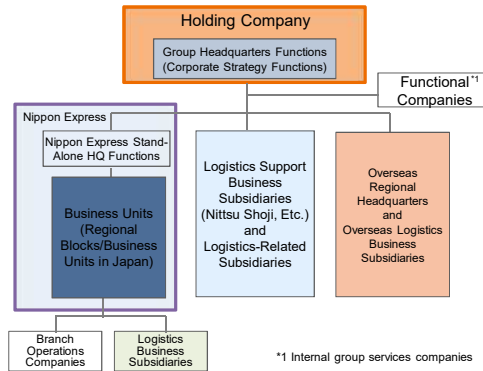 Holding Company
Group Headquarters Functions
(Corporate Strategy Functions)
Functional*1
Companies
Nippon Express
Nippon Express Stand-
Alone HQ Functions
Business Units
(Regional
Blocks/Business
Units in Japan)
Logistics Support
Business
Subsidiaries
(Nittsu Shoji, Etc.)
and
Logistics-Related
Subsidiaries
Overseas
Regional
Headquarters
and
Overseas Logistics
Business
Subsidiaries
Branch
Operations
Companies
Logistics
Business
Subsidiaries
*1 Internal group services companies